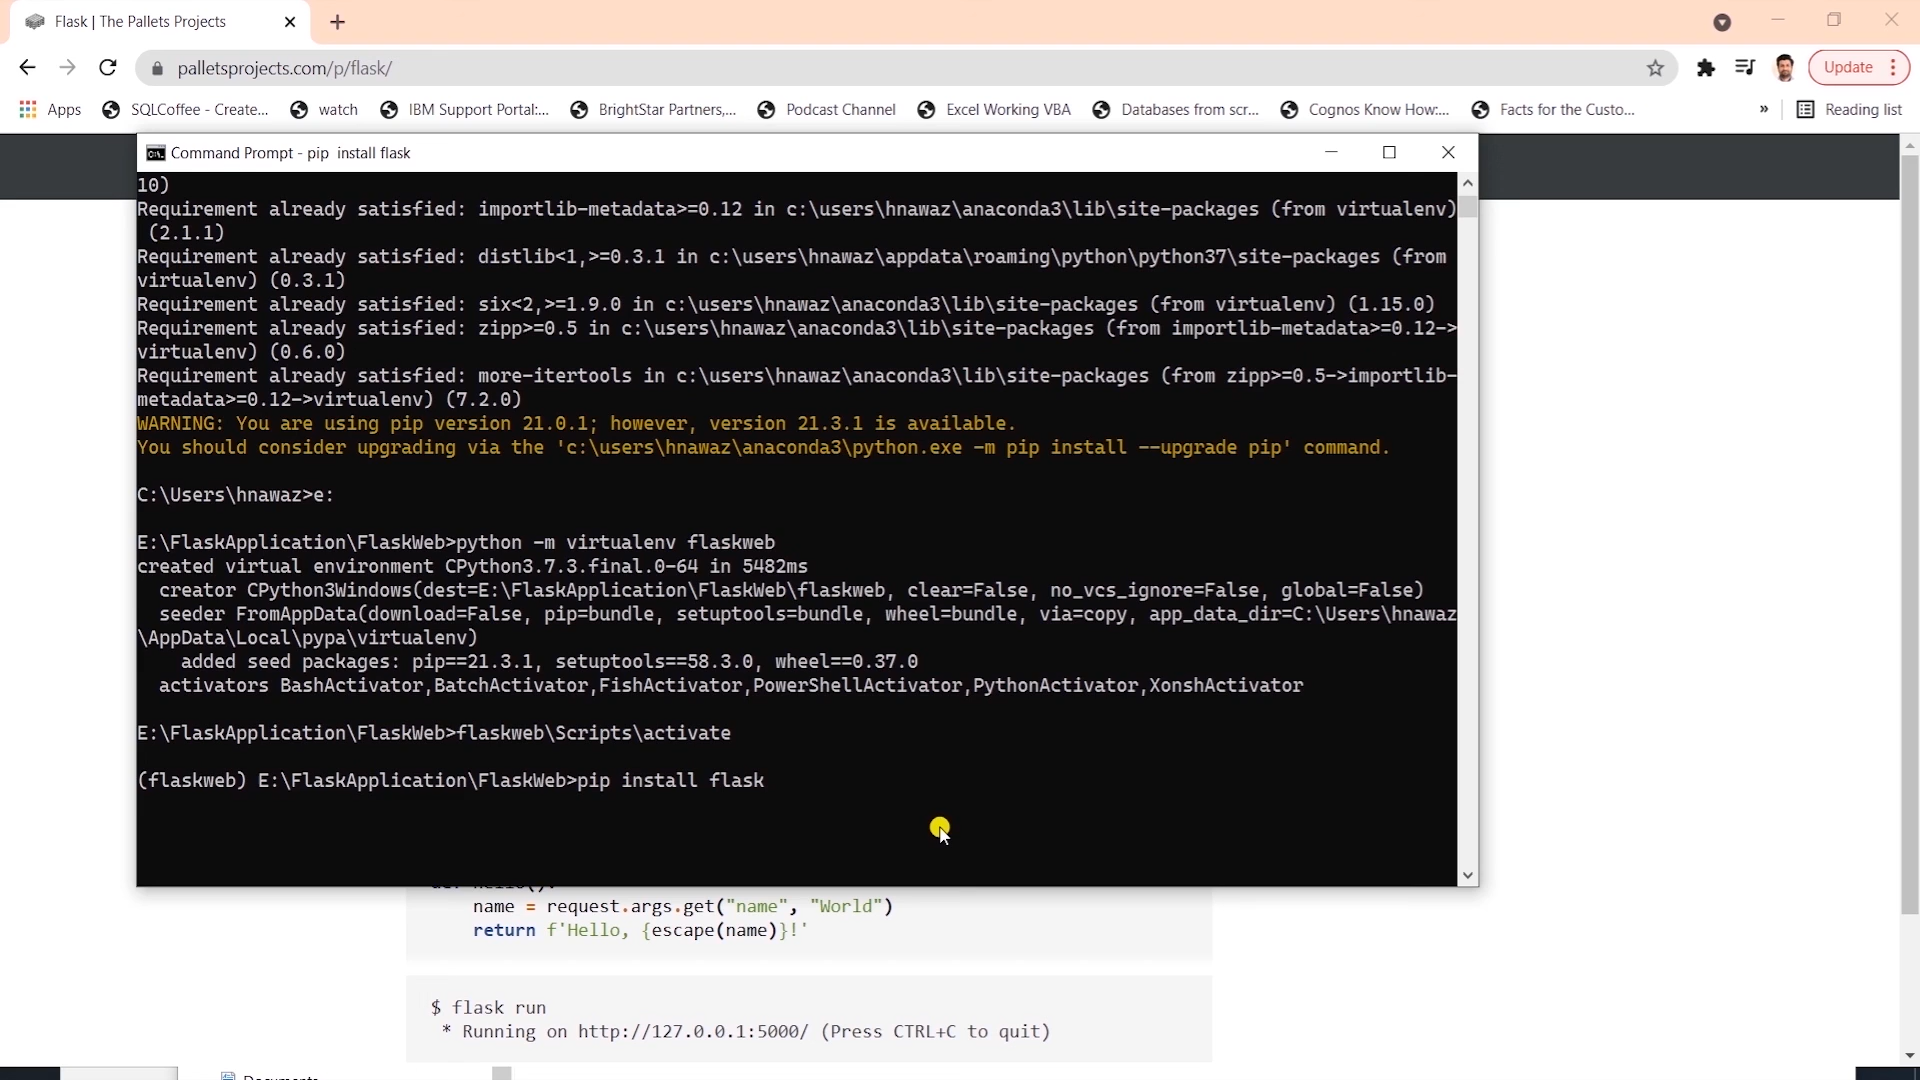 Flask | The Pallets Projects
palletsprojects.com/p/flask/
Update
Apps SQLCoffee - Create... watch IBM Support Portal:... BrightStar Partners,... Podcast Channel Excel Working VBA Databases from scr... Cognos Know How:... Facts for the Custo... » Reading list
Command Prompt - pip  install flask
10)
Requirement already satisfied: importlib-metadata>=0.12 in c:\users\hnawaz\anaconda3\lib\site-packages (from virtualenv)
(2.1.1)
Requirement already satisfied: distlib<1,>=0.3.1 in c:\users\hnawaz\appdata\roaming\python\python37\site-packages (from
virtualenv) (0.3.1)
Requirement already satisfied: six<2,>=1.9.0 in c:\users\hnawaz\anaconda3\lib\site-packages (from virtualenv) (1.15.0)
Requirement already satisfied: zipp>=0.5 in c:\users\hnawaz\anaconda3\lib\site-packages (from importlib-metadata>=0.12->
virtualenv) (0.6.0)
Requirement already satisfied: more-itertools in c:\users\hnawaz\anaconda3\lib\site-packages (from zipp>=0.5->importlib-
metadata>=0.12->virtualenv) (7.2.0)
WARNING: You are using pip version 21.0.1; however, version 21.3.1 is available.
You should consider upgrading via the 'c:\users\hnawaz\anaconda3\python.exe -m pip install --upgrade pip' command.
C:\Users\hnawaz>e:
E:\FlaskApplication\FlaskWeb>python -m virtualenv flaskweb
created virtual environment CPython3.7.3.final.0-64 in 5482ms
creator CPython3Windows(dest=E:\FlaskApplication\FlaskWeb\flaskweb, clear=False, no_vcs_ignore=False, global=False)
seeder FromAppData(download=False, pip=bundle, setuptools=bundle, wheel=bundle, via=copy, app_data_dir=C:\Users\hnawaz
\AppData\Local\pypa\virtualenv)
added seed packages: pip==21.3.1, setuptools==58.3.0, wheel==0.37.0
activators BashActivator,BatchActivator,FishActivator,PowerShellActivator,PythonActivator,XonshActivator
E:\FlaskApplication\FlaskWeb>flaskweb\Scripts\activate
(flaskweb) E:\FlaskApplication\FlaskWeb>pip install flask
name = request.args.get("name", "World")
return f'Hello, {escape(name)}!'
$ flask run
* Running on http://127.0.0.1:5000/ (Press CTRL+C to quit)